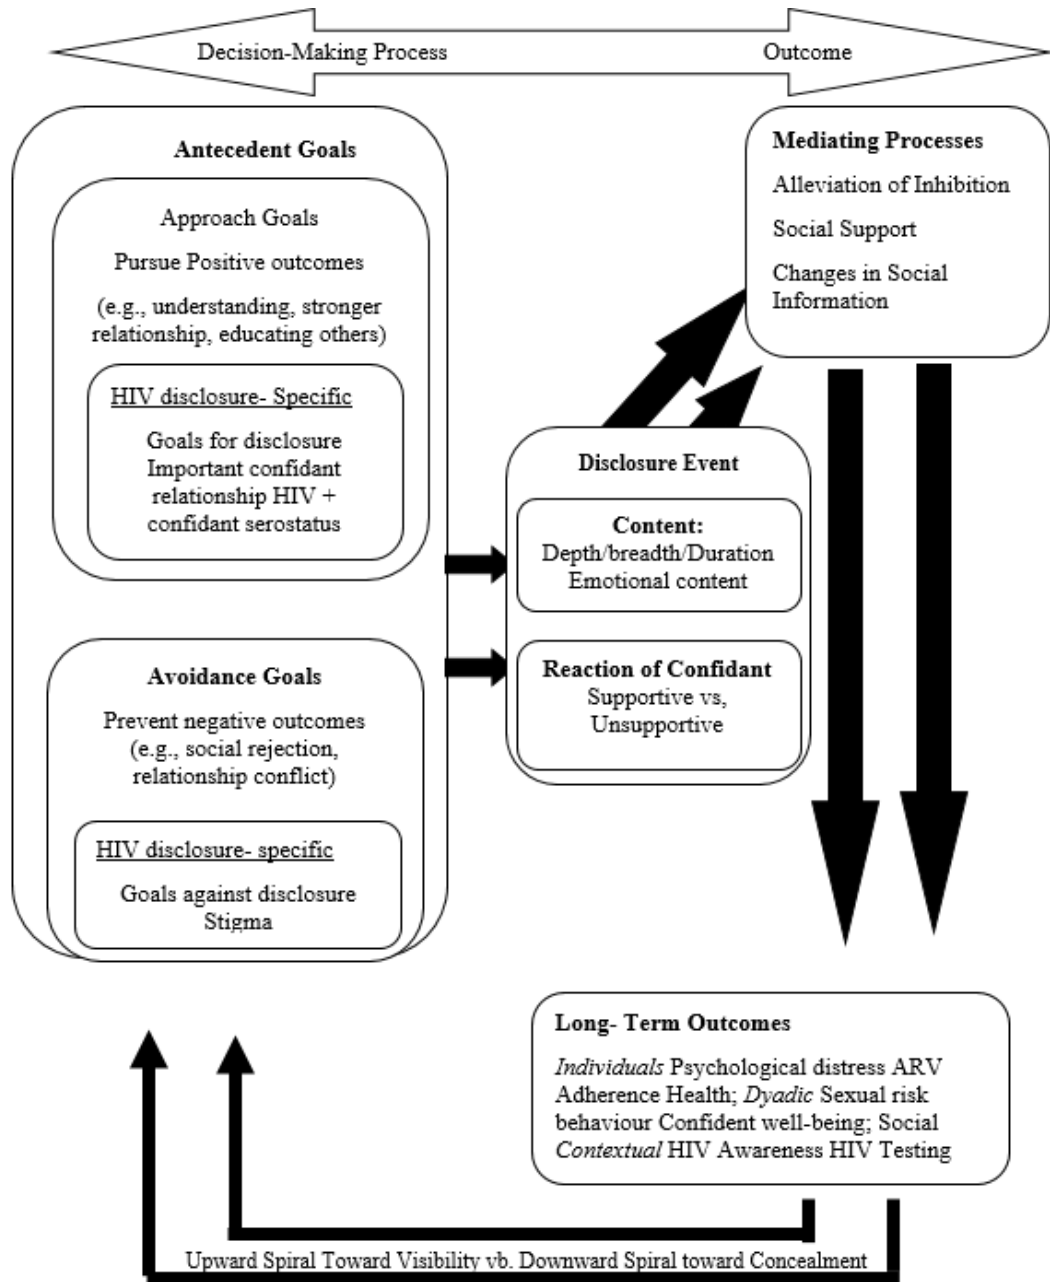 Decision-Making Process
Outcome
Antecedent Goals
Approach Goals
Pursue Positive outcomes
(e.g., understanding, stronger
relationship, educating others)
HIV disclosure- Specific
Goals for disclosure
Important confidant
relationship HIV +
confidant serostatus
Avoidance Goals
Prevent negative outcomes
(e.g., social rejection,
relationship conflict)
HIV disclosure- specific
Goals against disclosure
Stigma
Disclosure Event
Content:
Depth/breadth/Duration
Emotional content
Reaction of Confidant
Supportive vs,
Unsupportive
Mediating Processes
Alleviation of Inhibition
Social Support
Changes in Social
Information
Long- Term Outcomes
Individuals Psychological distress ARV
Adherence Health; Dyadic Sexual risk
behaviour Confident well-being; Social
Contextual HIV Awareness HIV Testing
Upward Spiral Toward Visibility vb. Downward Spiral toward Concealment